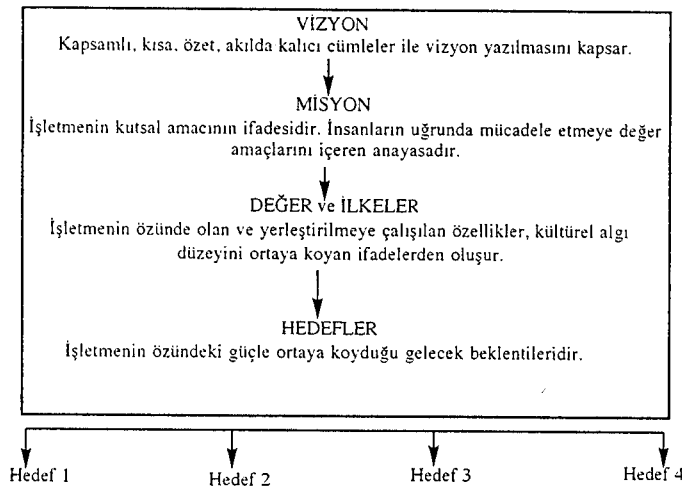 VİZYON
Kapsamlı, kısa, özet, akılda kalıcı cümleler ile vizyon yazılmasını kapsar.
MİSYON
İşletmenin kutsal amacının ifadesidir. İnsanların uğrunda mücadele etmeye değer
amaçlarını içeren anayasadır.
DEĞER ve İLKELER
İşletmenin özünde olan ve yerleştirilmeye çalışılan özellikler, kültürel algı
düzeyini ortaya koyan ifadelerden oluşur.
HEDEFLER
İşletmenin özündeki güçle ortaya koyduğu gelecek beklentileridir.
Hedef 1 Hedef 2 Hedef 3 Hedef 4